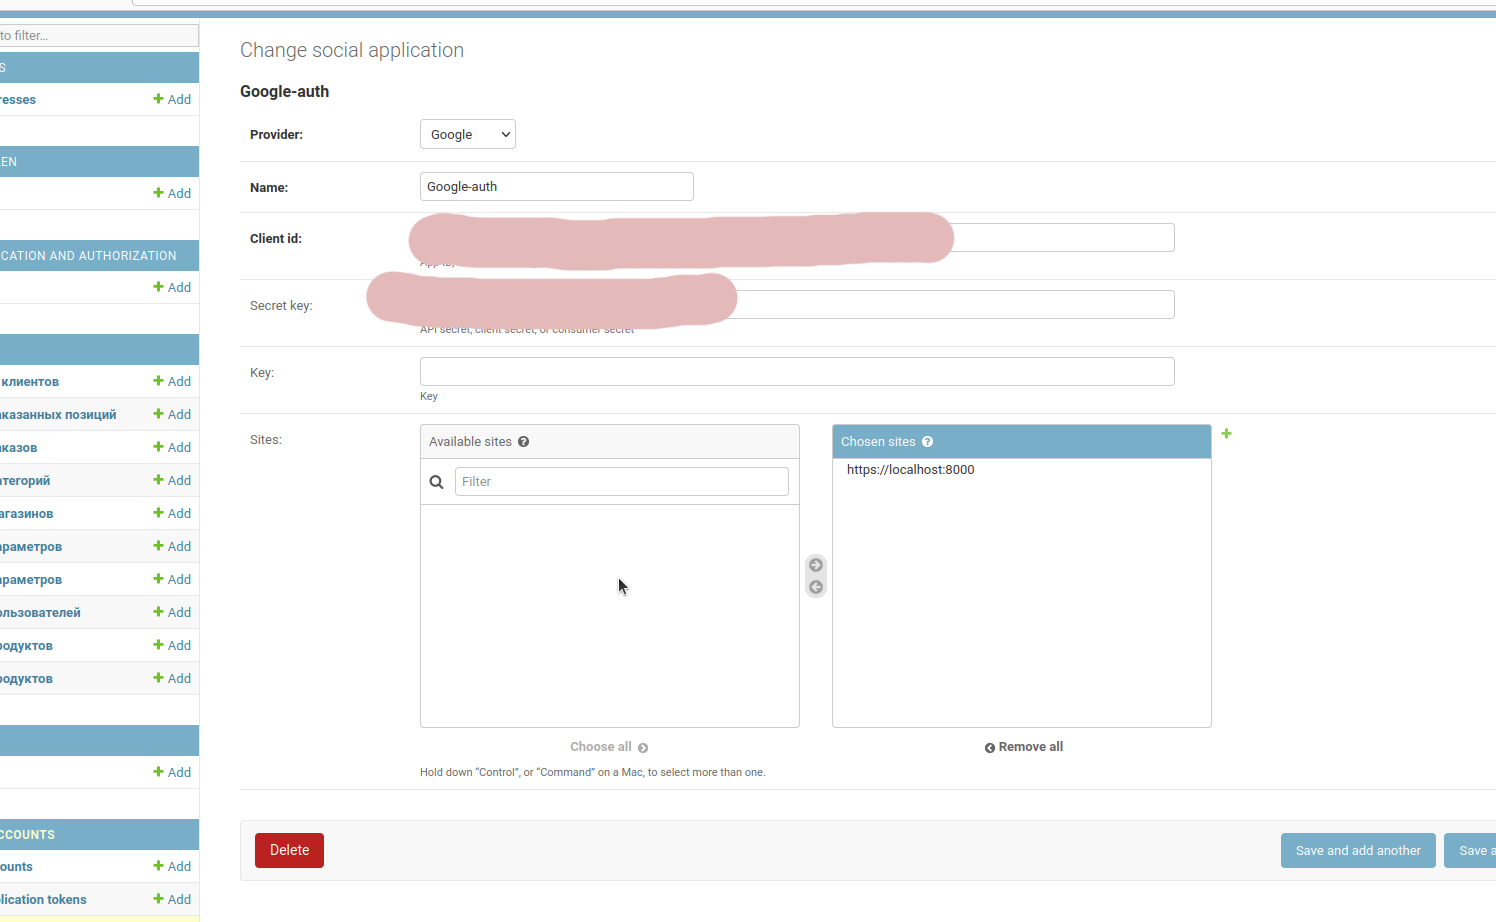 to filter...
Change social application
S
Google-auth
resses Add
Provider: Google
EN
Name: Google-auth
Add
Client id:
CATION AND AUTHORIZATION
App ID,
Add
Secret key:
API secret, client secret, or consumer secret
Key:
клиентов Add
Key
аказанных позиций Add
Sites:
Available sites ?
Chosen sites ?
аказов Add
https://localhost:8000
Filter
атегорий Add
агазинов Add
араметров Add
араметров Add
ользователей Add
родуктов Add
родуктов Add
Choose all
Remove all
Hold down “Control”, or “Command” on a Mac, to select more than one.
Add
CCOUNTS
Delete
Save and add another
Save a
ounts Add
lication tokens Add